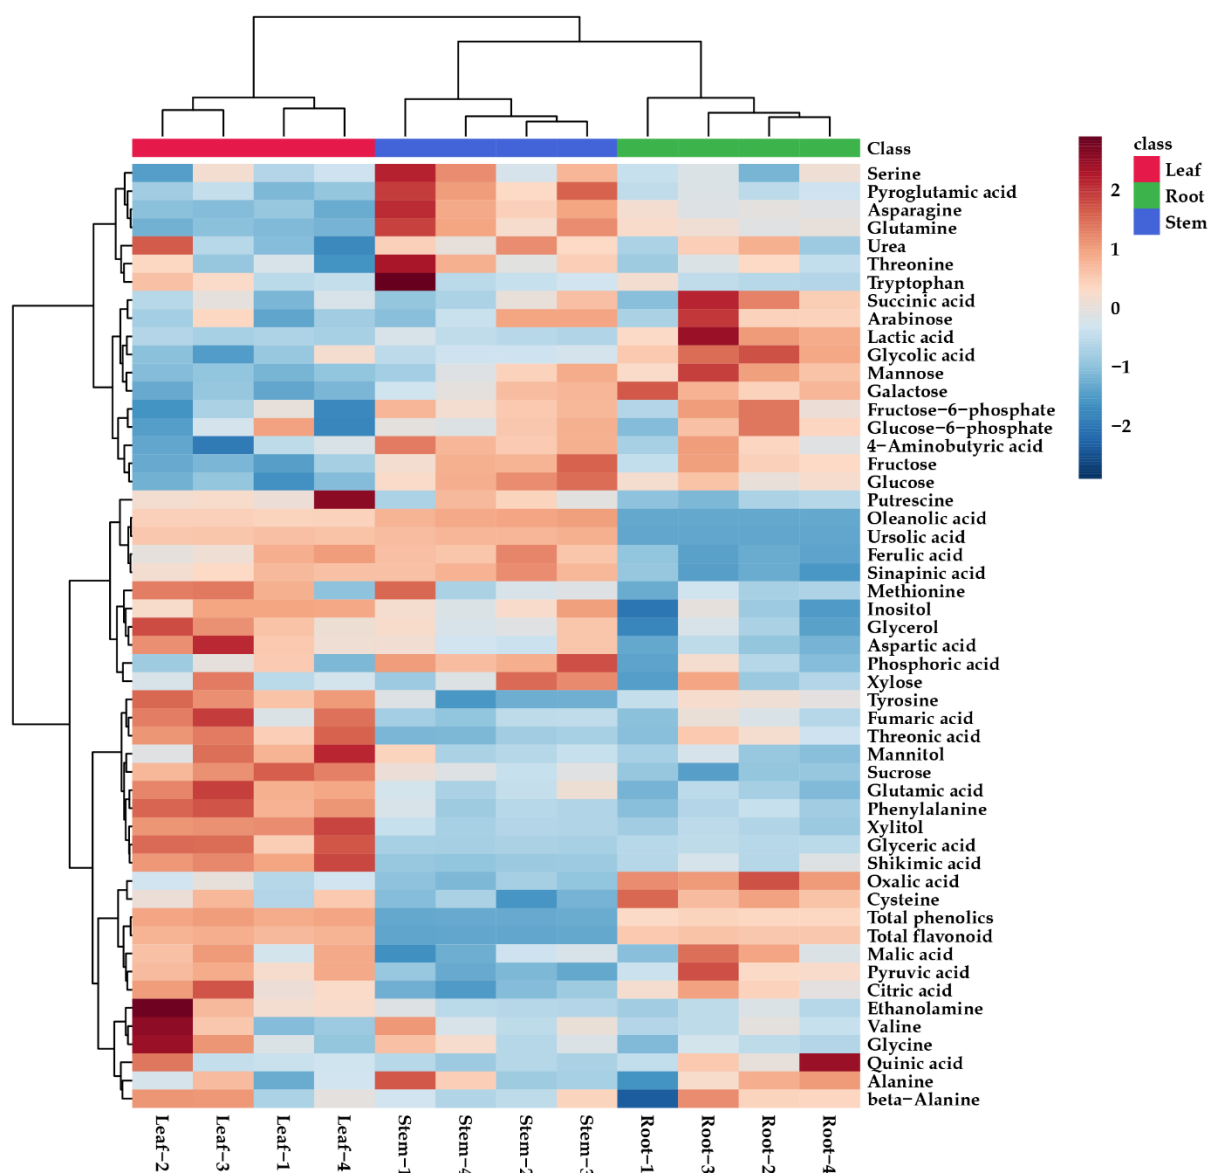 Class
class
Leaf
Root
Stem
2
1
0
−1
−2
Serine
Pyroglutamic acid
Asparagine
Glutamine
Urea
Threonine
Tryptophan
Succinic acid
Arabinose
Lactic acid
Glycolic acid
Mannose
Galactose
Fructose−6−phosphate
Glucose−6−phosphate
4−Aminobutyric acid
Fructose
Glucose
Putrescine
Oleanolic acid
Ursolic acid
Ferulic acid
Sinapinic acid
Methionine
Inositol
Glycerol
Aspartic acid
Phosphoric acid
Xylose
Tyrosine
Fumaric acid
Threonic acid
Mannitol
Sucrose
Glutamic acid
Phenylalanine
Xylitol
Glyceric acid
Shikimic acid
Oxalic acid
Cysteine
Total phenolics
Total flavonoid
Malic acid
Pyruvic acid
Citric acid
Ethanolamine
Valine
Glycine
Quinic acid
Alanine
beta−Alanine
Leaf−2
Leaf−3
Leaf−1
Leaf−4
Stem−1
Stem−4
Stem−2
Stem−3
Root−1
Root−3
Root−2
Root−4